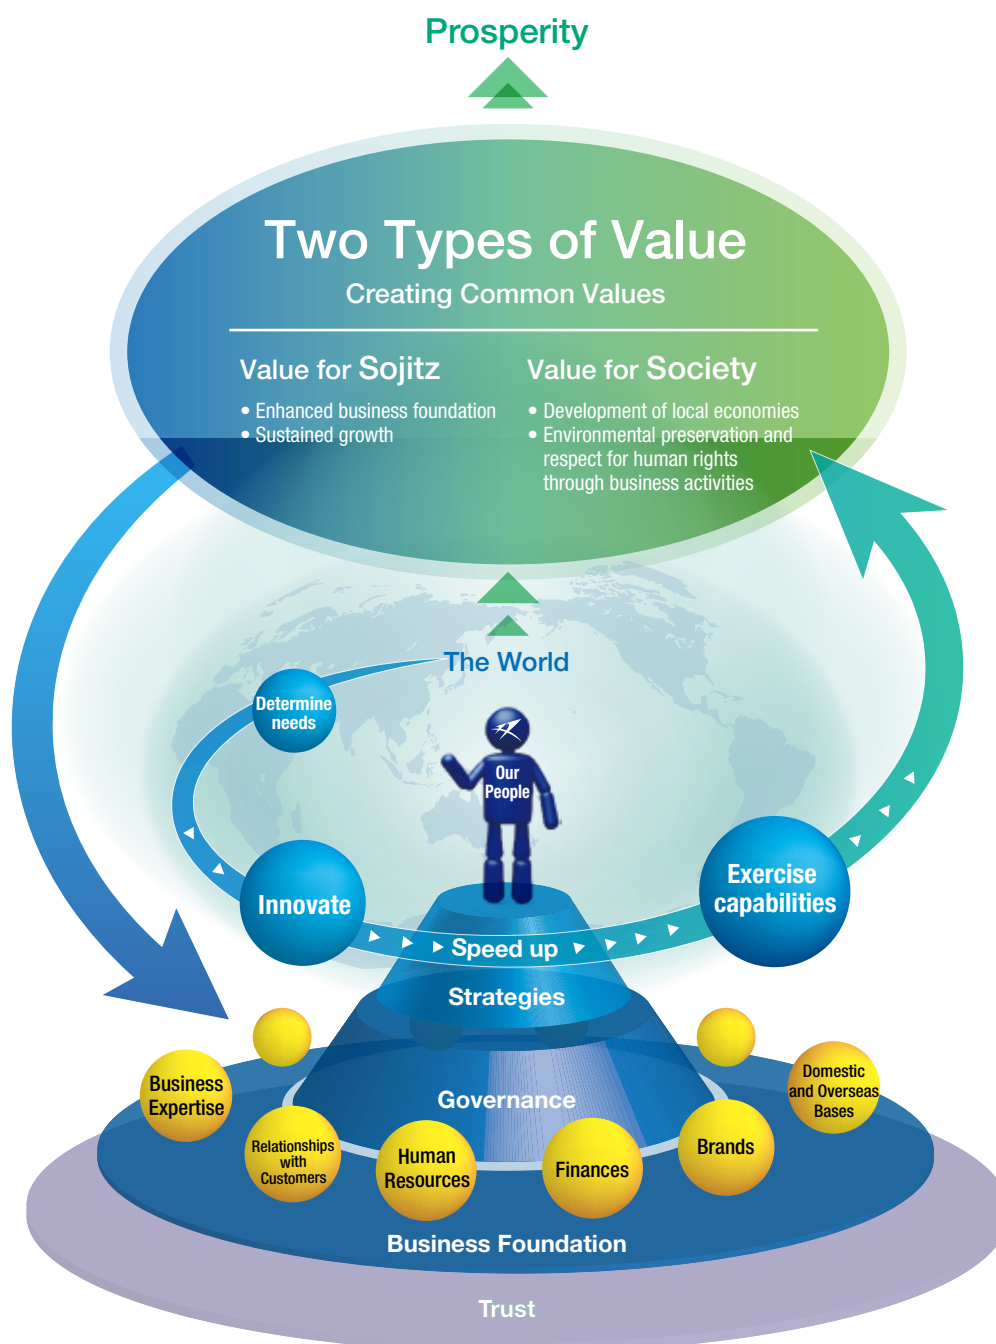 Prosperity
Two Types of Value
Creating Common Values
Value for Sojitz
• Enhanced business foundation
• Sustained growth
Value for Society
• Development of local economies
• Environmental preservation and
respect for human rights
through business activities
The World
Determine
needs
Our
People
Innovate
Exercise
capabilities
Speed up
Strategies
Governance
Business
Expertise
Relationships
with
Customers
Human
Resources
Finances
Brands
Domestic
and Overseas
Bases
Business Foundation
Trust